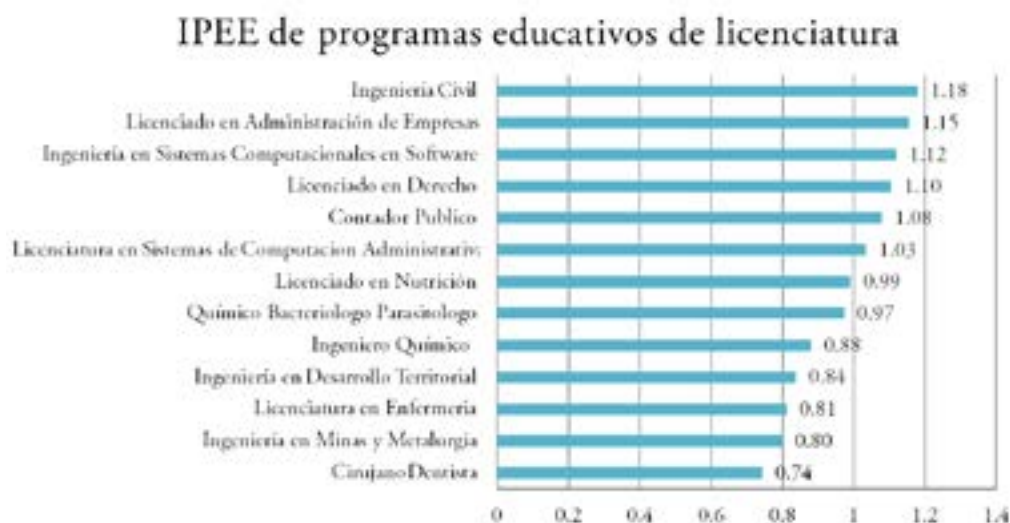 IPEE de programas educativos de licenciatura
Ingenieria Civil 1.18
Licenciado en Administración de Empresas 1.15
Ingeniería en Sistemas Computacionales en Software 1.12
Licenciado en Derecho 1.10
Contador Publico 1.08
Licenciatura en Sistemas de Computacion Administrativ 1.03
Licenciado en Nutrición 0.99
Químico Bacteriologo Parasitologo 0.97
Ingeniero Químico 0.88
Ingeniería en Desarrollo Territorial 0.84
Licenciatura en Enfermeria 0.81
Ingenieria en Minas y Metalurgia 0.80
Cirujano Dentista 0.74
0 0.2 0.4 0.6 0.8 1 1.2 1.4